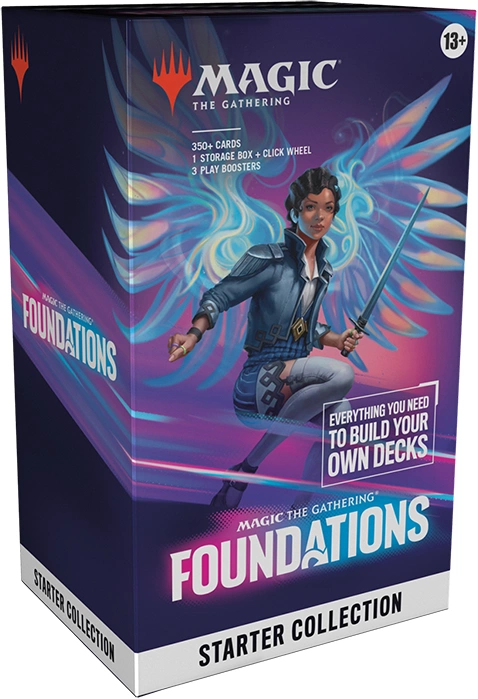 13+
MAGIC
THE GATHERING
350+ CARDS
1 STORAGE BOX + CLICK WHEEL
3 PLAY BOOSTERS
MAGIC THE GATHERING®
FOUNDATIONS
EVERYTHING YOU NEED
TO BUILD YOUR
OWN DECKS
MAGIC THE GATHERING®
FOUNDATIONS
STARTER COLLECTION
STARTER COLLECTION